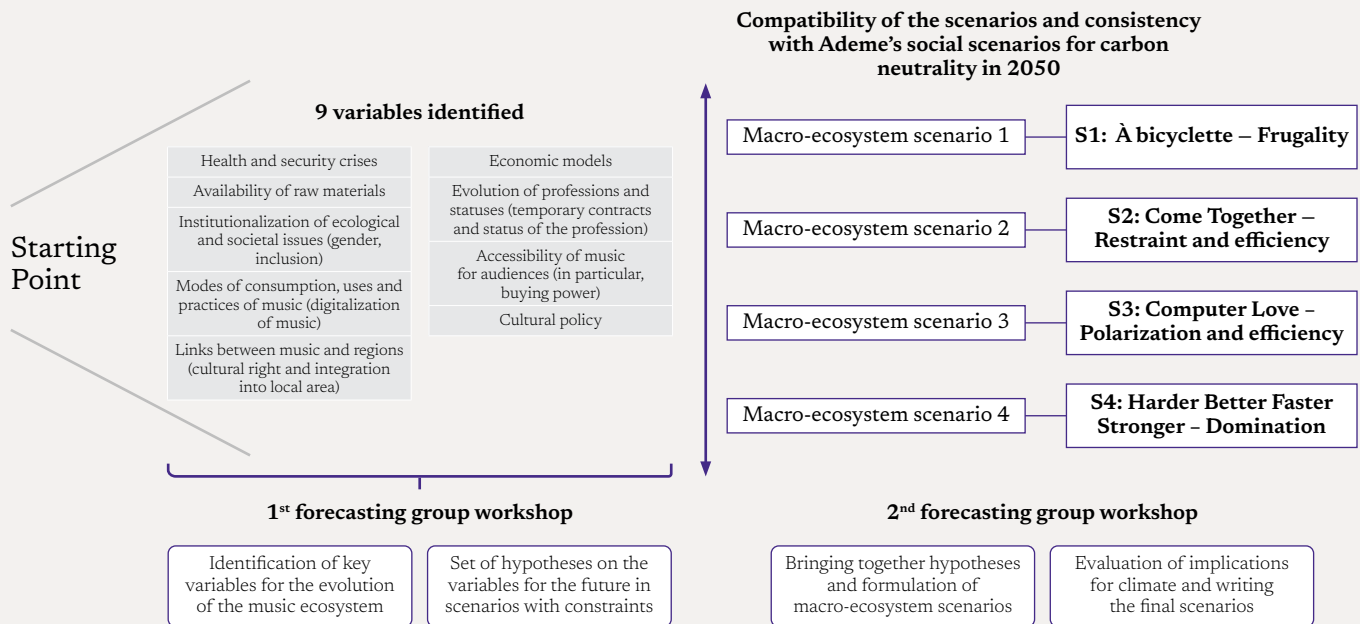 Compatibility of the scenarios and consistency
with Ademe's social scenarios for carbon
neutrality in 2050
Starting
Point
9 variables identified
Health and security crises
Availability of raw materials
Institutionalization of ecological
and societal issues (gender,
inclusion)
Modes of consumption, uses and
practices of music (digitalization
of music)
Links between music and regions
(cultural right and integration
into local area)
Economic models
Evolution of professions and
statuses (temporary contracts
and status of the profession)
Accessibility of music
for audiences (in particular,
buying power)
Cultural policy
Macro-ecosystem scenario 1
S1: À bicyclette – Frugality
Macro-ecosystem scenario 2
S2: Come Together –
Restraint and efficiency
Macro-ecosystem scenario 3
S3: Computer Love –
Polarization and efficiency
Macro-ecosystem scenario 4
S4: Harder Better Faster
Stronger – Domination
1st forecasting group workshop
Identification of key
variables for the evolution
of the music ecosystem
Set of hypotheses on the
variables for the future in
scenarios with constraints
2nd forecasting group workshop
Bringing together hypotheses
and formulation of
macro-ecosystem scenarios
Evaluation of implications
for climate and writing
the final scenarios